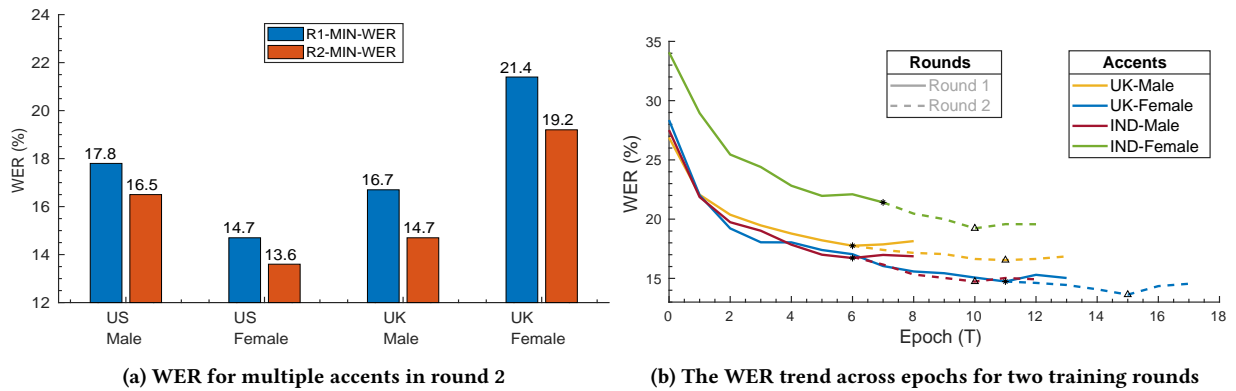 24
22
20
18
16
14
12
WER (%)
R1-MIN-WER
R2-MIN-WER
17.8
16.5
14.7
13.6
16.7
14.7
21.4
19.2
US US UK UK
Male Female Male Female
(a) WER for multiple accents in round 2
35
30
25
20
15
WER (%)
Rounds
Round 1
Round 2
Accents
UK-Male
UK-Female
IND-Male
IND-Female
0 2 4 6 8 10 12 14 16 18
Epoch (T)
(b) The WER trend across epochs for two training rounds